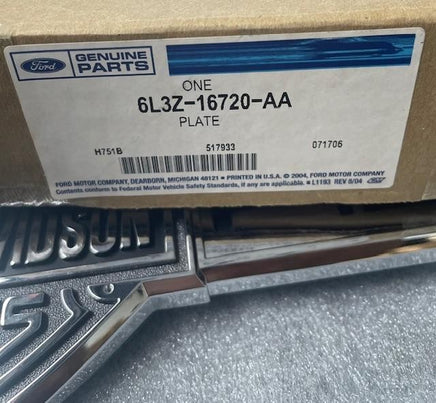 Ford
GENUINE
PARTS
ONE
6L3Z-16720-AA
PLATE
H751B 517933 071706
FORD MOTOR COMPANY, DEARBORN, MICHIGAN 48121 • PRINTED IN U.S.A. © 2004, FORD MOTOR COMPANY
Contents conform to Federal Motor Vehicle Safety Standards, if any are applicable. • L1193 REV 8/04
VIDSON